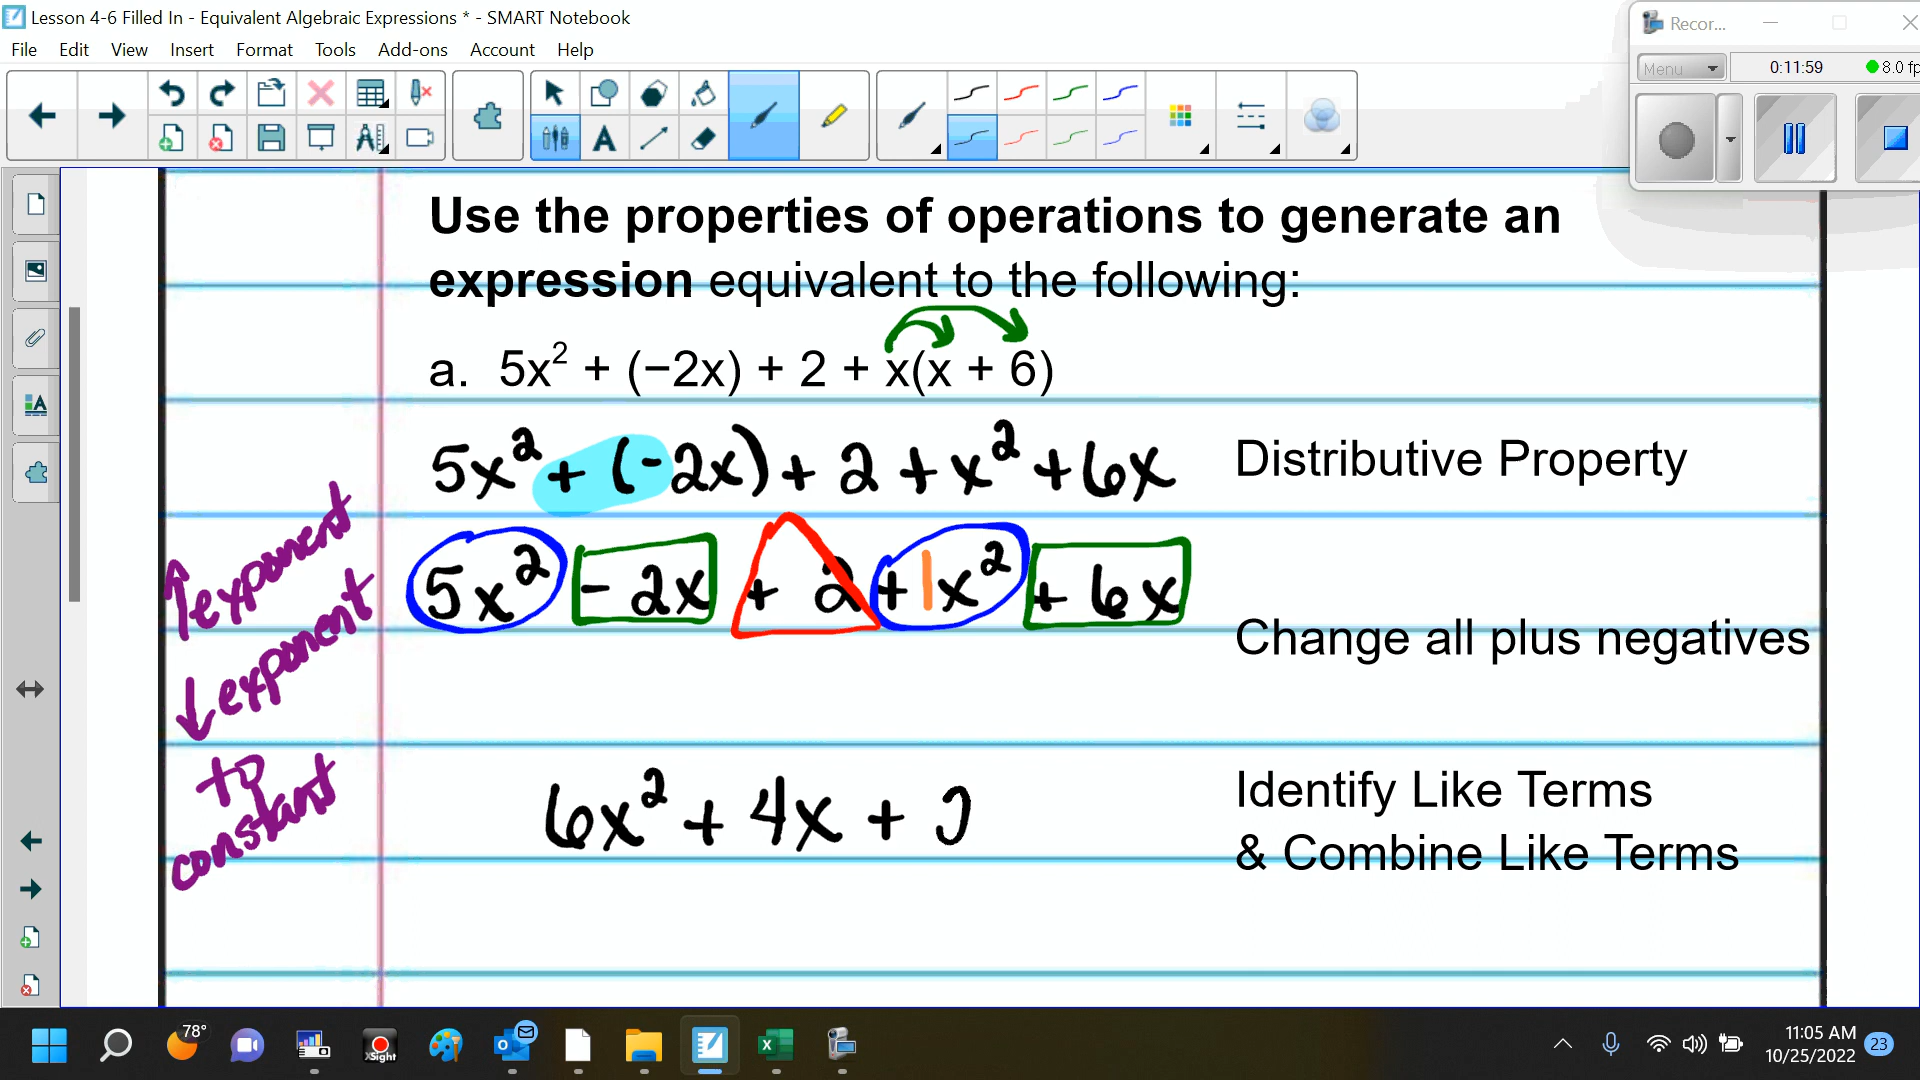 Lesson 4-6 Filled In - Equivalent Algebraic Expressions * - SMART Notebook
File Edit View Insert Format Tools Add-ons Account Help
Recor...
Menu 0:11:59 8.0 fp
Use the properties of operations to generate an
expression equivalent to the following:
a. 5x² + (−2x) + 2 + x(x + 6)
5x² + (-2x) + 2 + x² + 6x Distributive Property
5x² - 2x + 2 + 1x² + 6x
Change all plus negatives
↑exponent
↓exponent
to
constant
6x² + 4x +
Identify Like Terms
& Combine Like Terms
78°
XSight
11:05 AM
10/25/2022
23